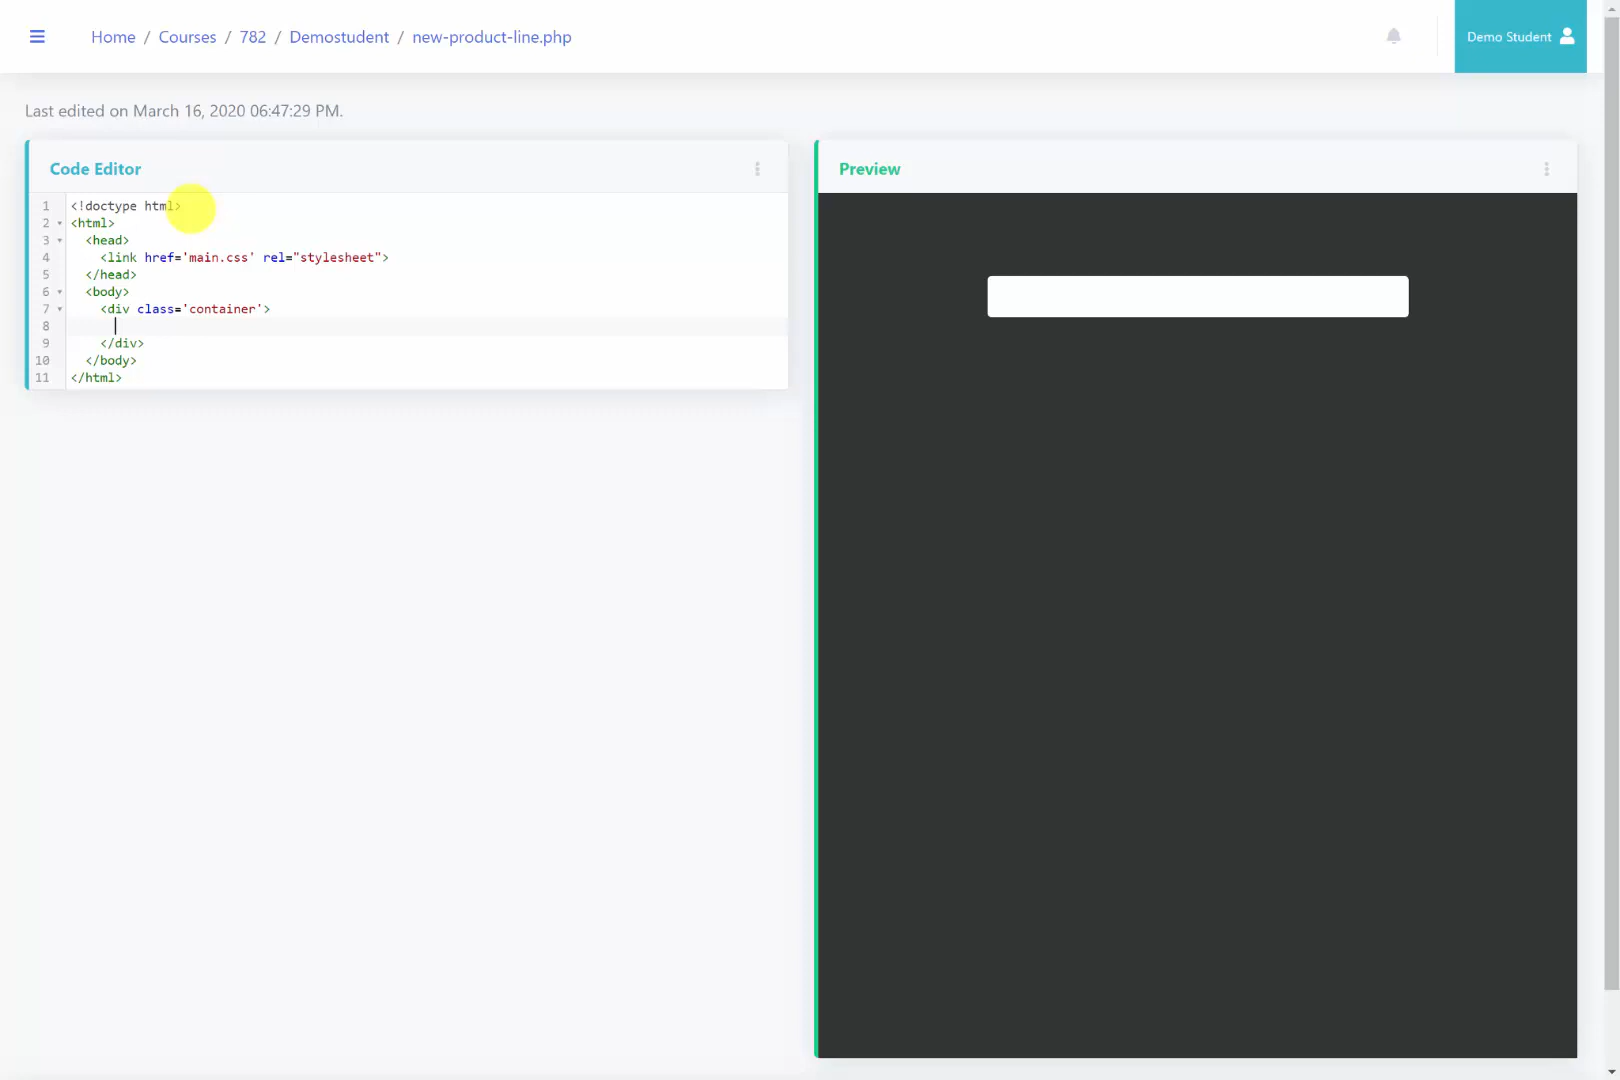 Home / Courses / 782 / Demostudent / new-product-line.php
Demo Student
Last edited on March 16, 2020 06:47:29 PM.
Code Editor
1 <!doctype html>
2 <html>
3 <head>
4 <link href='main.css' rel="stylesheet">
5 </head>
6 <body>
7 <div class='container'>
8
9 </div>
10 </body>
11 </html>
Preview